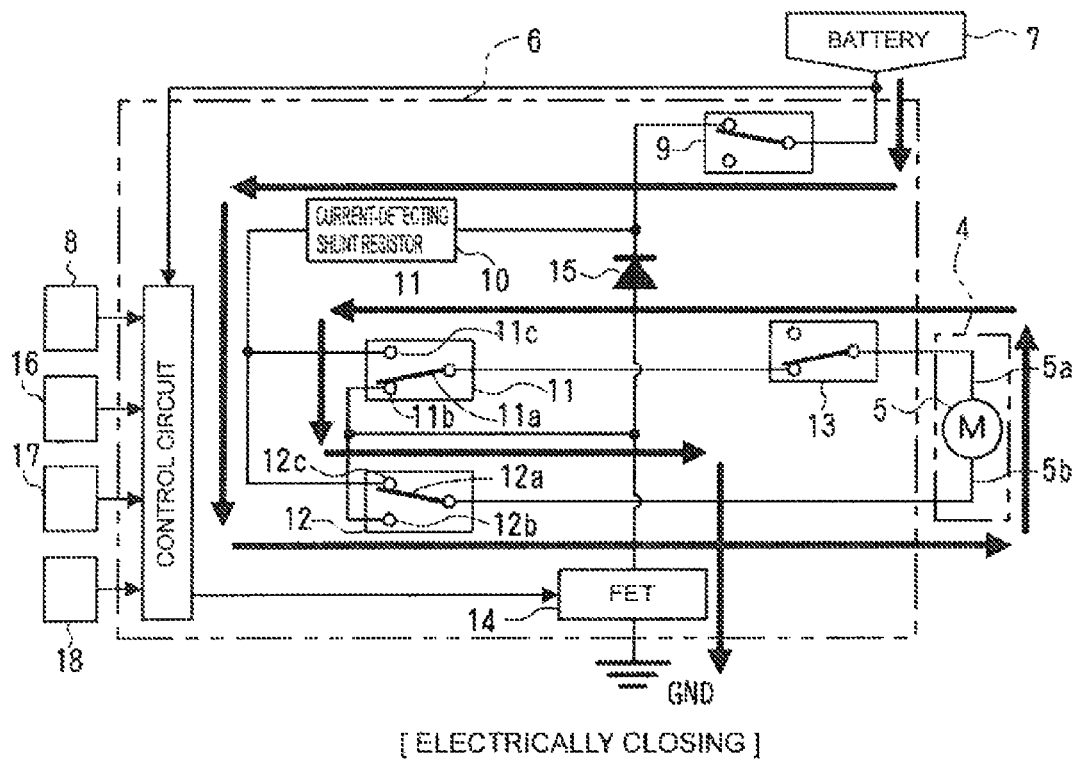 6
BATTERY
7
9
CURRENT-DETECTING
SHUNT REGISTOR
10
15
8
4
11
11c
11
11a
11b
13
5a
5
M
5b
16
17
CONTROL CIRCUIT
12c
12a
12
12b
18
14
FET
GND
[ ELECTRICALLY CLOSING ]